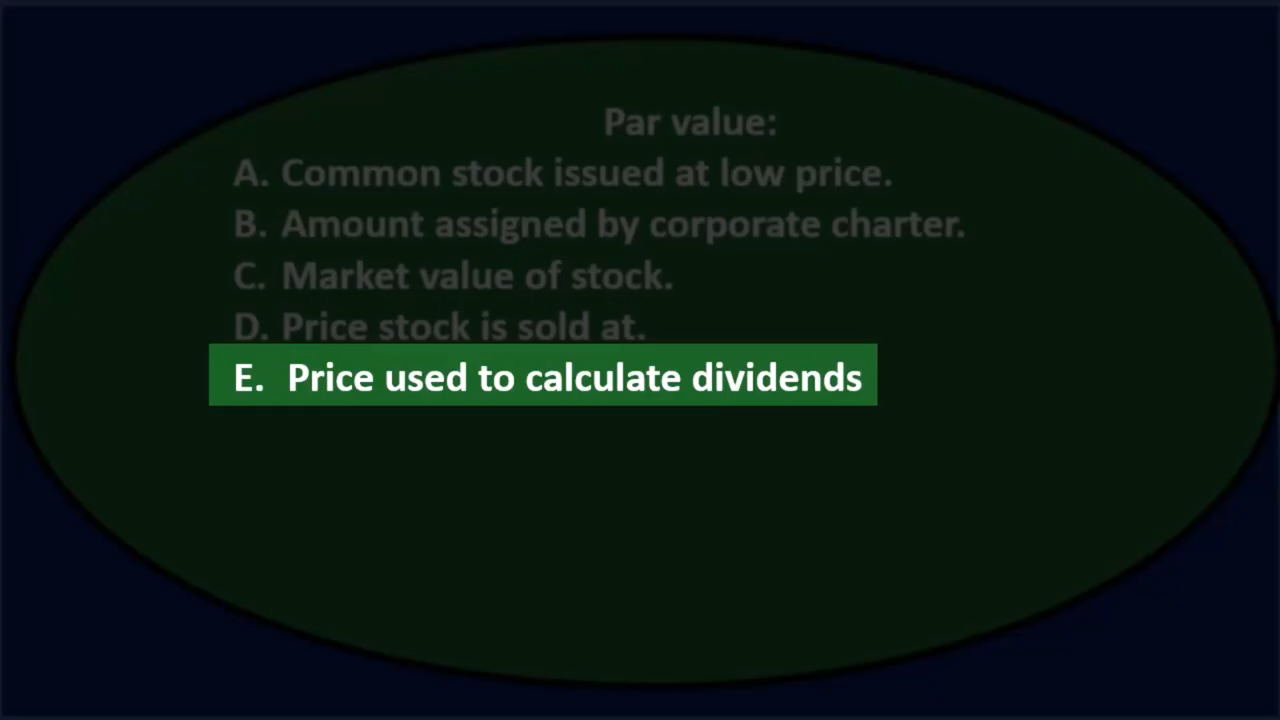 Par value:
A. Common stock issued at low price.
B. Amount assigned by corporate charter.
C. Market value of stock.
D. Price stock is sold at.
E. Price used to calculate dividends